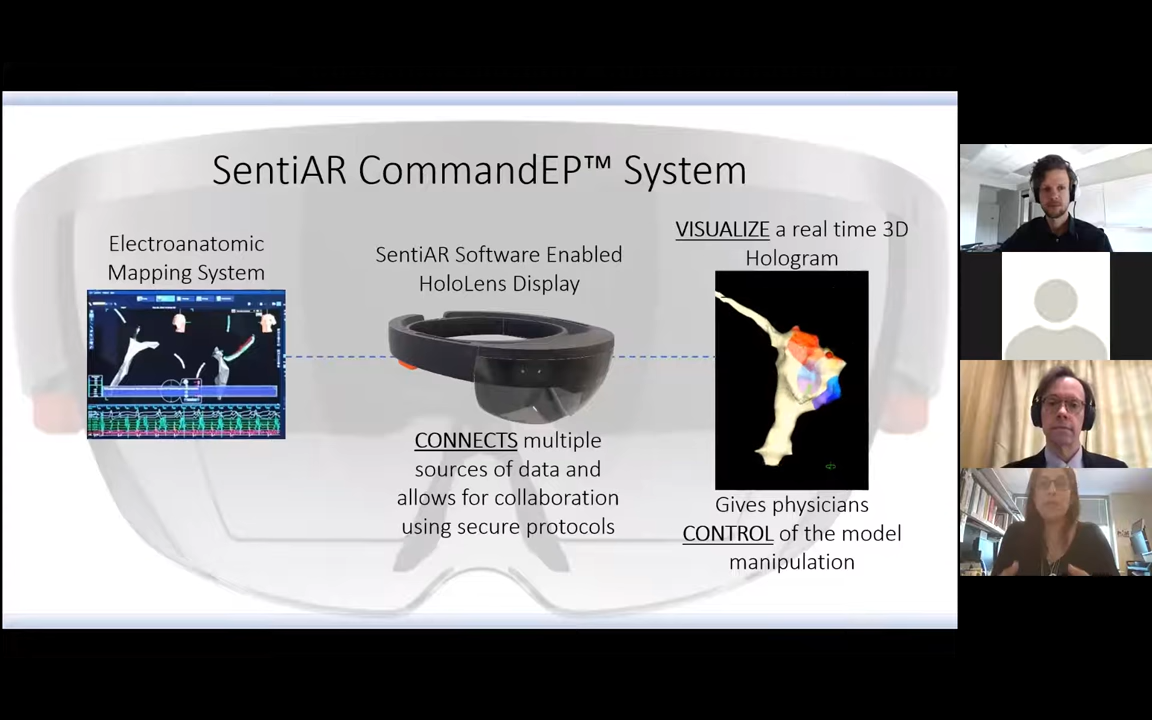 SentiAR CommandEP™ System
Electroanatomic
Mapping System
SentiAR Software Enabled
HoloLens Display
CONNECTS multiple
sources of data and
allows for collaboration
using secure protocols
VISUALIZE a real time 3D
Hologram
Gives physicians
CONTROL of the model
manipulation